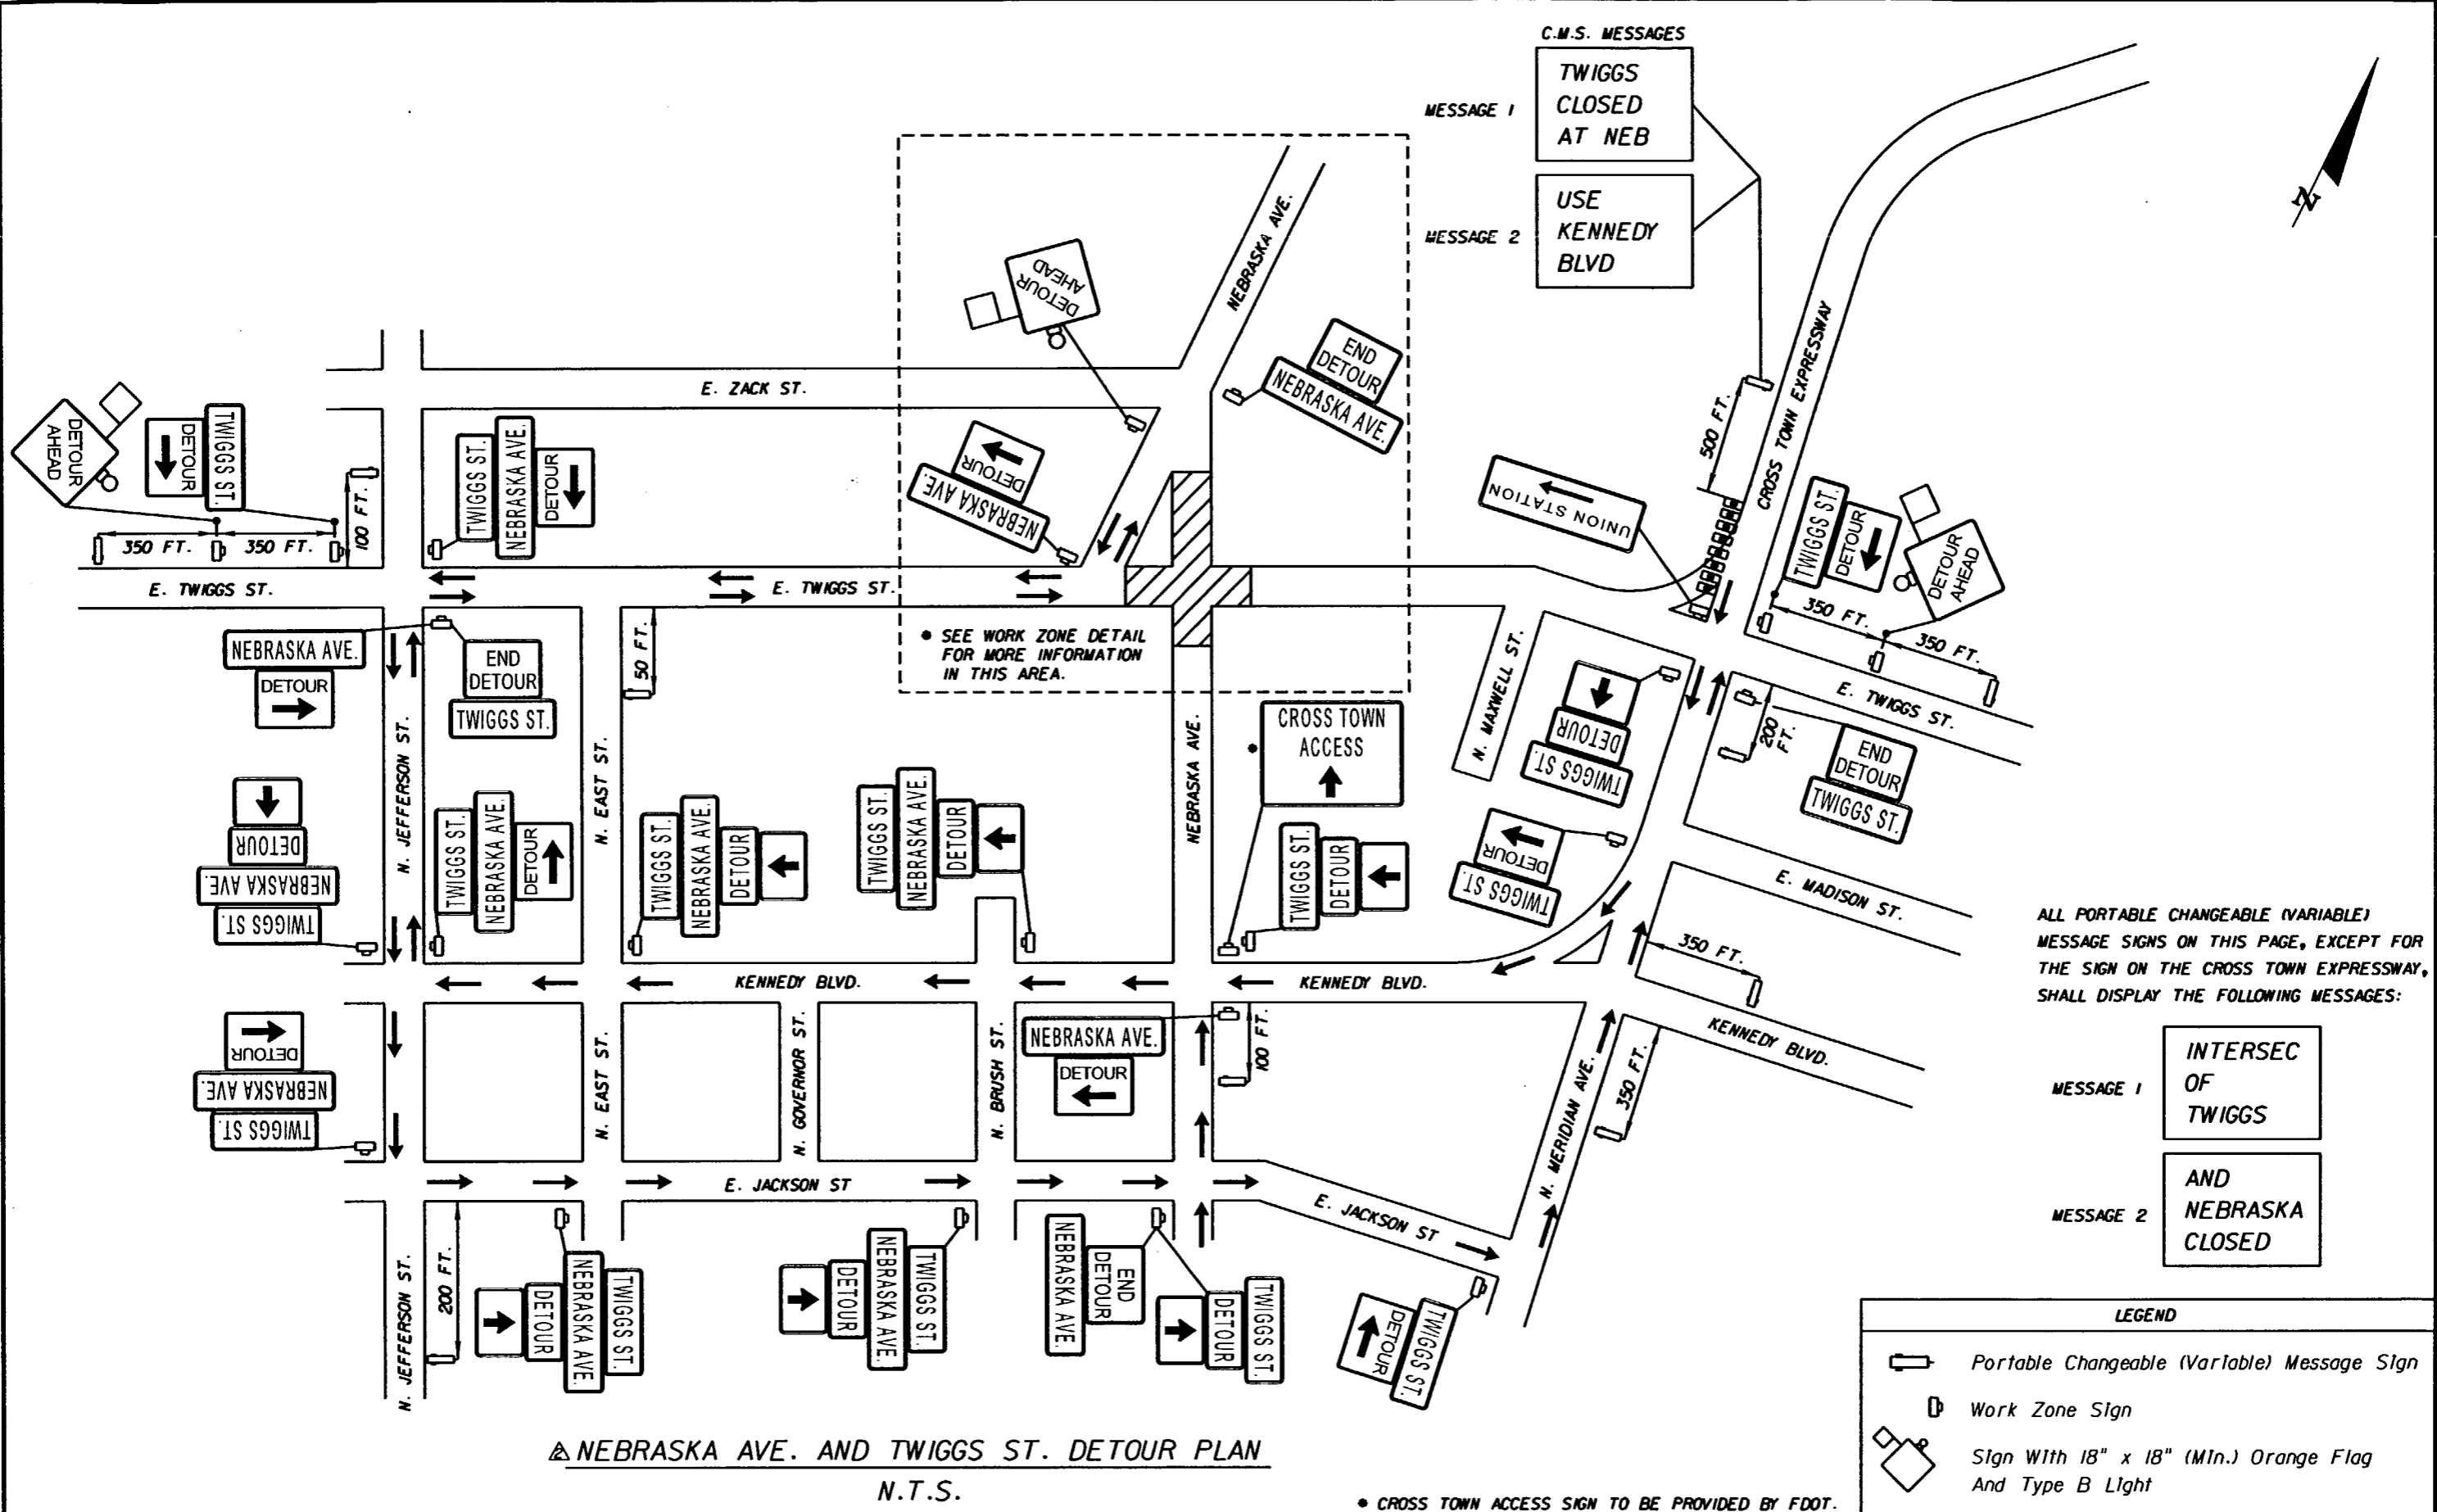 C.M.S. MESSAGES
MESSAGE 1
TWIGGS
CLOSED
AT NEB
MESSAGE 2
USE
KENNEDY
BLVD
N
NEBRASKA AVE.
DETOUR
AHEAD
END
DETOUR
NEBRASKA AVE.
CROSS TOWN EXPRESSWAY
500 FT.
E. ZACK ST.
DETOUR
AHEAD
DETOUR
TWIGGS ST.
100 FT.
350 FT.
350 FT.
TWIGGS ST.
NEBRASKA AVE.
DETOUR
DETOUR
NEBRASKA AVE.
UNION STATION
TWIGGS ST.
DETOUR
DETOUR
AHEAD
350 FT.
350 FT.
E. TWIGGS ST.
E. TWIGGS ST.
E. TWIGGS ST.
NEBRASKA AVE.
DETOUR
END
DETOUR
TWIGGS ST.
50 FT.
• SEE WORK ZONE DETAIL
FOR MORE INFORMATION
IN THIS AREA.
N. MAXWELL ST.
DETOUR
TWIGGS ST
200
FT.
END
DETOUR
TWIGGS ST.
N. JEFFERSON ST.
N. EAST ST.
NEBRASKA AVE.
• CROSS TOWN
ACCESS
DETOUR
NEBRASKA AVE
TWIGGS ST
TWIGGS ST.
NEBRASKA AVE.
DETOUR
TWIGGS ST.
NEBRASKA AVE.
DETOUR
TWIGGS ST.
NEBRASKA AVE.
DETOUR
TWIGGS ST.
DETOUR
DETOUR
TWIGGS ST.
E. MADISON ST.
350 FT.
KENNEDY BLVD.
KENNEDY BLVD.
KENNEDY BLVD.
ALL PORTABLE CHANGEABLE (VARIABLE)
MESSAGE SIGNS ON THIS PAGE, EXCEPT FOR
THE SIGN ON THE CROSS TOWN EXPRESSWAY,
SHALL DISPLAY THE FOLLOWING MESSAGES:
MESSAGE 1
INTERSEC
OF
TWIGGS
MESSAGE 2
AND
NEBRASKA
CLOSED
DETOUR
NEBRASKA AVE.
TWIGGS ST.
N. EAST ST.
N. GOVERNOR ST.
N. BRUSH ST.
NEBRASKA AVE.
DETOUR
100 FT.
N. MERIDIAN AVE.
350 FT.
E. JACKSON ST
E. JACKSON ST
N. JEFFERSON ST.
200 FT.
DETOUR
NEBRASKA AVE.
TWIGGS ST.
DETOUR
NEBRASKA AVE.
TWIGGS ST.
NEBRASKA AVE.
END
DETOUR
DETOUR
TWIGGS ST.
DETOUR
TWIGGS ST.
LEGEND
Portable Changeable (Variable) Message Sign
Work Zone Sign
Sign With 18" x 18" (Min.) Orange Flag
And Type B Light
2 NEBRASKA AVE. AND TWIGGS ST. DETOUR PLAN
N.T.S.
• CROSS TOWN ACCESS SIGN TO BE PROVIDED BY FDOT.